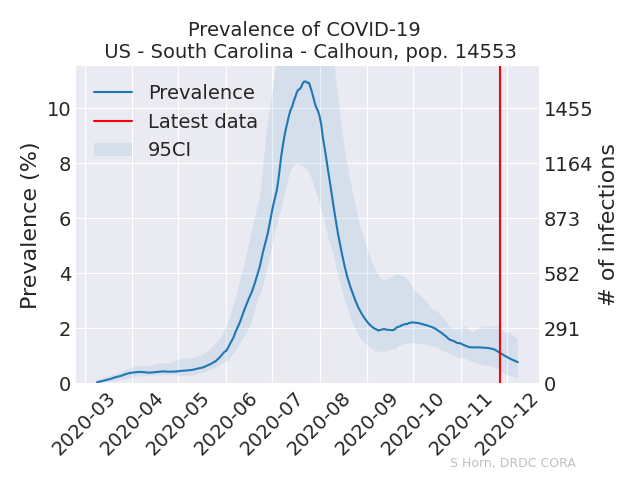 Prevalence of COVID-19
US - South Carolina - Calhoun, pop. 14553
Prevalence
Latest data
95CI
Prevalence (%)
10
8
6
4
2
0
1455
1164
873
582
291
0
# of infections
2020-03
2020-04
2020-05
2020-06
2020-07
2020-08
2020-09
2020-10
2020-11
2020-12
S Horn, DRDC CORA